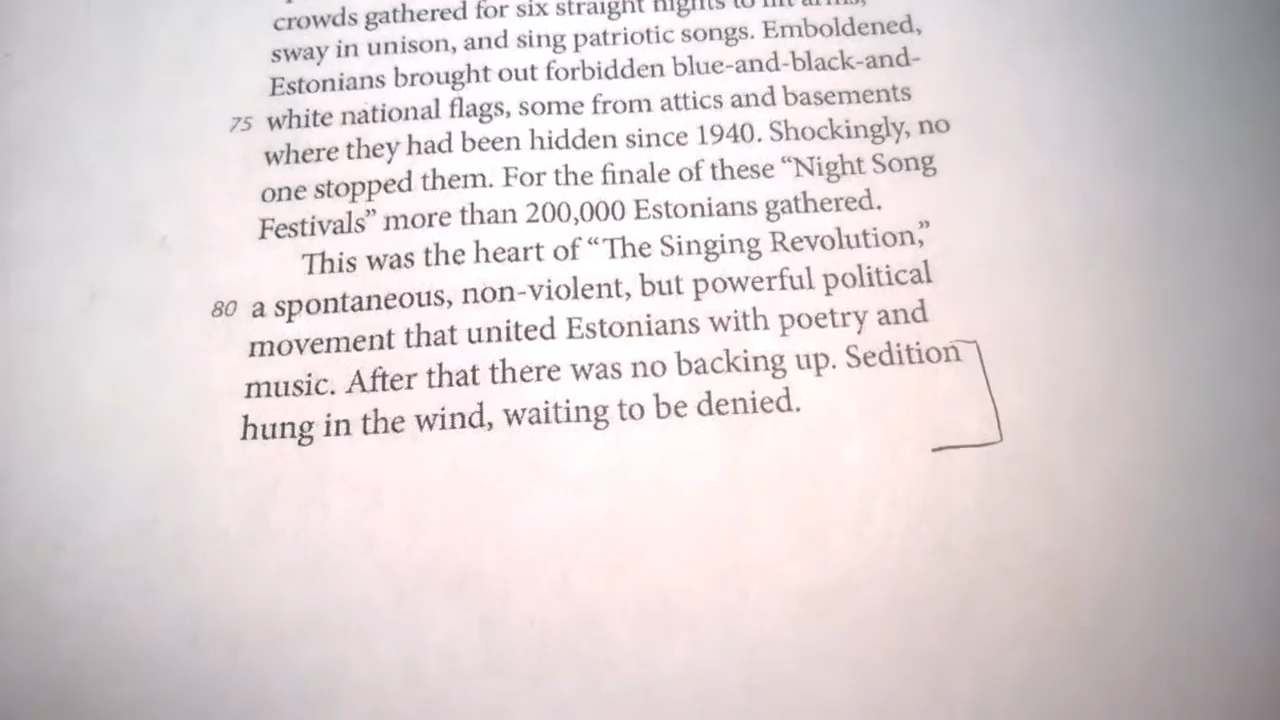 crowds gathered for six straight nights to lift arms,
sway in unison, and sing patriotic songs. Emboldened,
Estonians brought out forbidden blue-and-black-and-
75 white national flags, some from attics and basements
where they had been hidden since 1940. Shockingly, no
one stopped them. For the finale of these “Night Song
Festivals” more than 200,000 Estonians gathered.
This was the heart of “The Singing Revolution,”
80 a spontaneous, non-violent, but powerful political
movement that united Estonians with poetry and
music. After that there was no backing up. Sedition
hung in the wind, waiting to be denied.